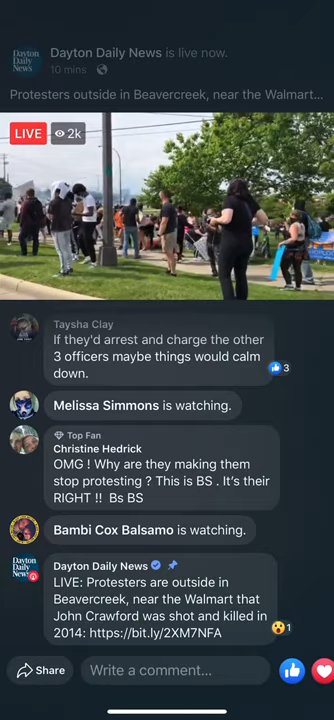 Dayton Daily News
Dayton Daily News is live now.
10 mins
Protesters outside in Beavercreek, near the Walmart...
LIVE 2k
Taysha Clay
If they'd arrest and charge the other
3 officers maybe things would calm
down.
3
Melissa Simmons is watching.
Top Fan
Christine Hedrick
OMG ! Why are they making them
stop protesting ? This is BS . It's their
RIGHT !! Bs BS
Bambi Cox Balsamo is watching.
Dayton Daily News
Dayton Daily News
LIVE: Protesters are outside in
Beavercreek, near the Walmart that
John Crawford was shot and killed in
2014: https://bit.ly/2XM7NFA
1
Share
Write a comment...